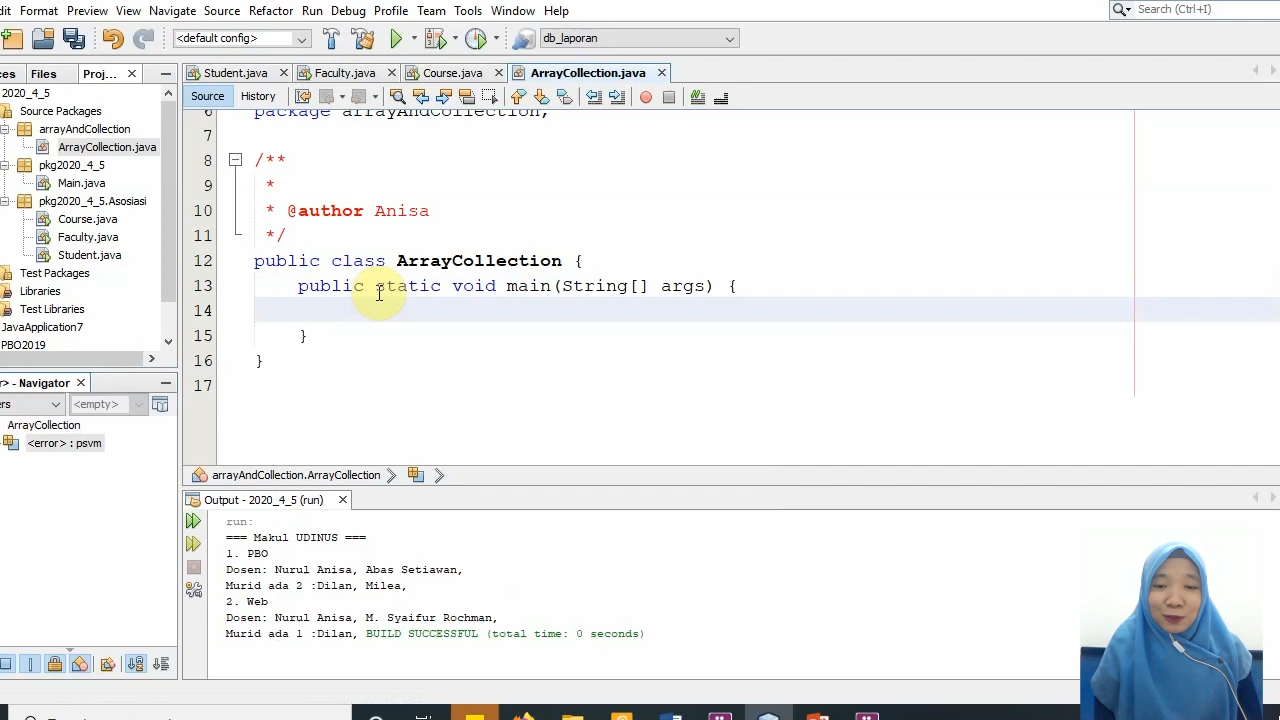 dit Format Preview View Navigate Source Refactor Run Debug Profile Team Tools Window Help
Search (Ctrl+I)
<default config>
db_laporan
ces Files Proj...
Student.java Faculty.java Course.java ArrayCollection.java
2020_4_5
Source Packages
arrayAndCollection
ArrayCollection.java
pkg2020_4_5
Main.java
pkg2020_4_5.Asosiasi
Course.java
Faculty.java
Student.java
Test Packages
Libraries
Test Libraries
JavaApplication7
PBO2019
Source History
6 package arrayAndCollection;
7
8 /**
9 *
10 * @author Anisa
11 */
12 public class ArrayCollection {
13 public static void main(String[] args) {
14
15 }
16 }
17
r> - Navigator
ers <empty>
ArrayCollection
<error> : psvm
arrayAndCollection.ArrayCollection
Output - 2020_4_5 (run)
run:
=== Makul UDINUS ===
1. PBO
Dosen: Nurul Anisa, Abas Setiawan,
Murid ada 2 :Dilan, Milea,
2. Web
Dosen: Nurul Anisa, M. Syaifur Rochman,
Murid ada 1 :Dilan, BUILD SUCCESSFUL (total time: 0 seconds)